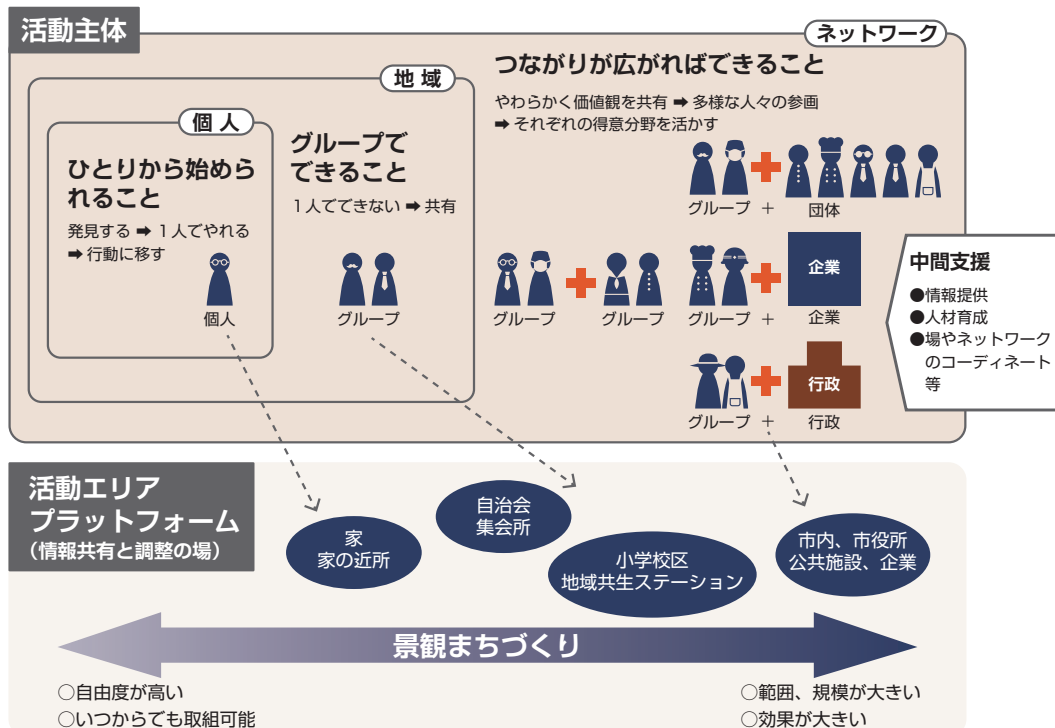 活動主体
ネットワーク
つながりが広がればできること
やわらかく価値観を共有 ➡ 多様な人々の参画
➡ それぞれの得意分野を活かす
地 域
グループで
できること
1人でできない ➡ 共有
個 人
ひとりから始めら
れること
発見する ➡ 1人でやれる
➡ 行動に移す
個人
グループ
グループ + 団体
グループ グループ
企業
グループ + 企業
行政
グループ + 行政
中間支援
●情報提供
●人材育成
●場やネットワーク
のコーディネート
等
活動エリア
プラットフォーム
(情報共有と調整の場)
家
家の近所
自治会
集会所
小学校区
地域共生ステーション
市内、市役所
公共施設、企業
景観まちづくり
○自由度が高い
○いつからでも取組可能
○範囲、規模が大きい
○効果が大きい